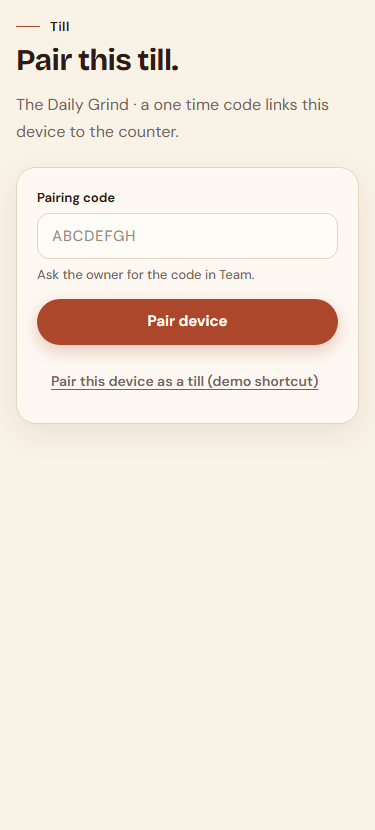 Till
Pair this till.
The Daily Grind · a one time code links this
device to the counter.
Pairing code
ABCDEFGH
Ask the owner for the code in Team.
Pair device
Pair this device as a till (demo shortcut)